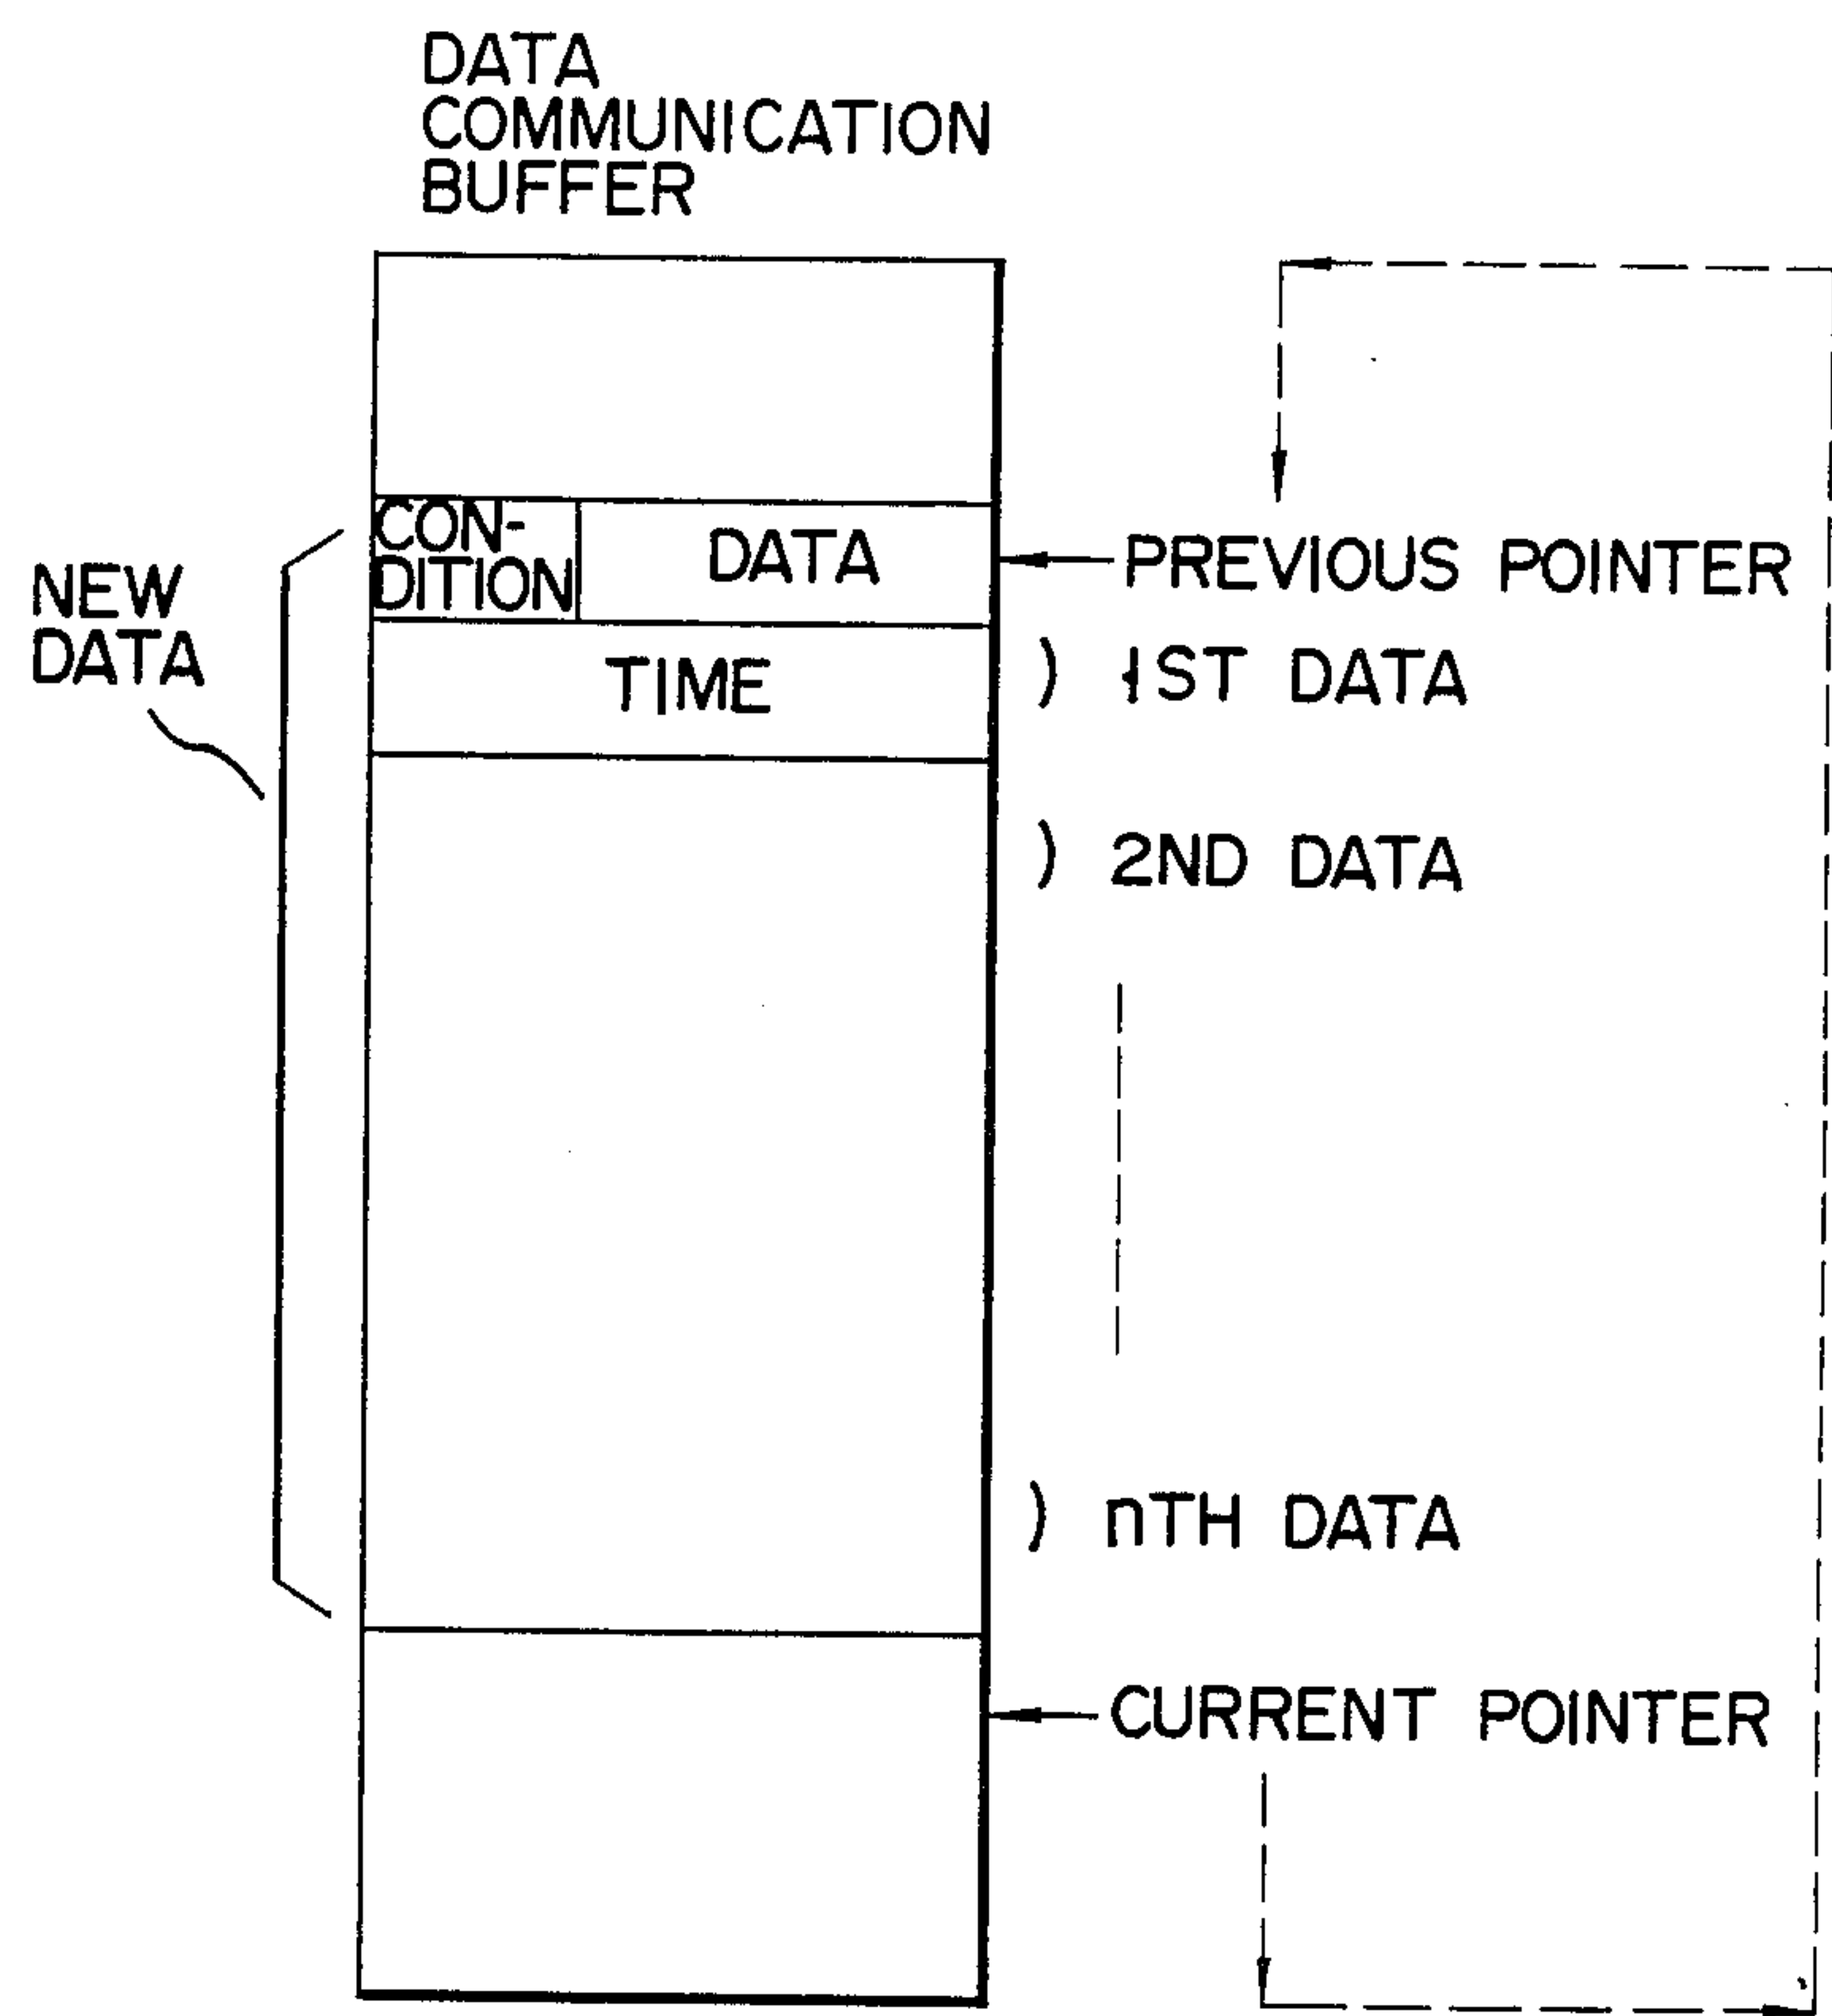 DATA
COMMUNICATION
BUFFER
CON-
DITION
DATA
PREVIOUS POINTER
NEW
DATA
TIME
) 1ST DATA
) 2ND DATA
) nTH DATA
CURRENT POINTER